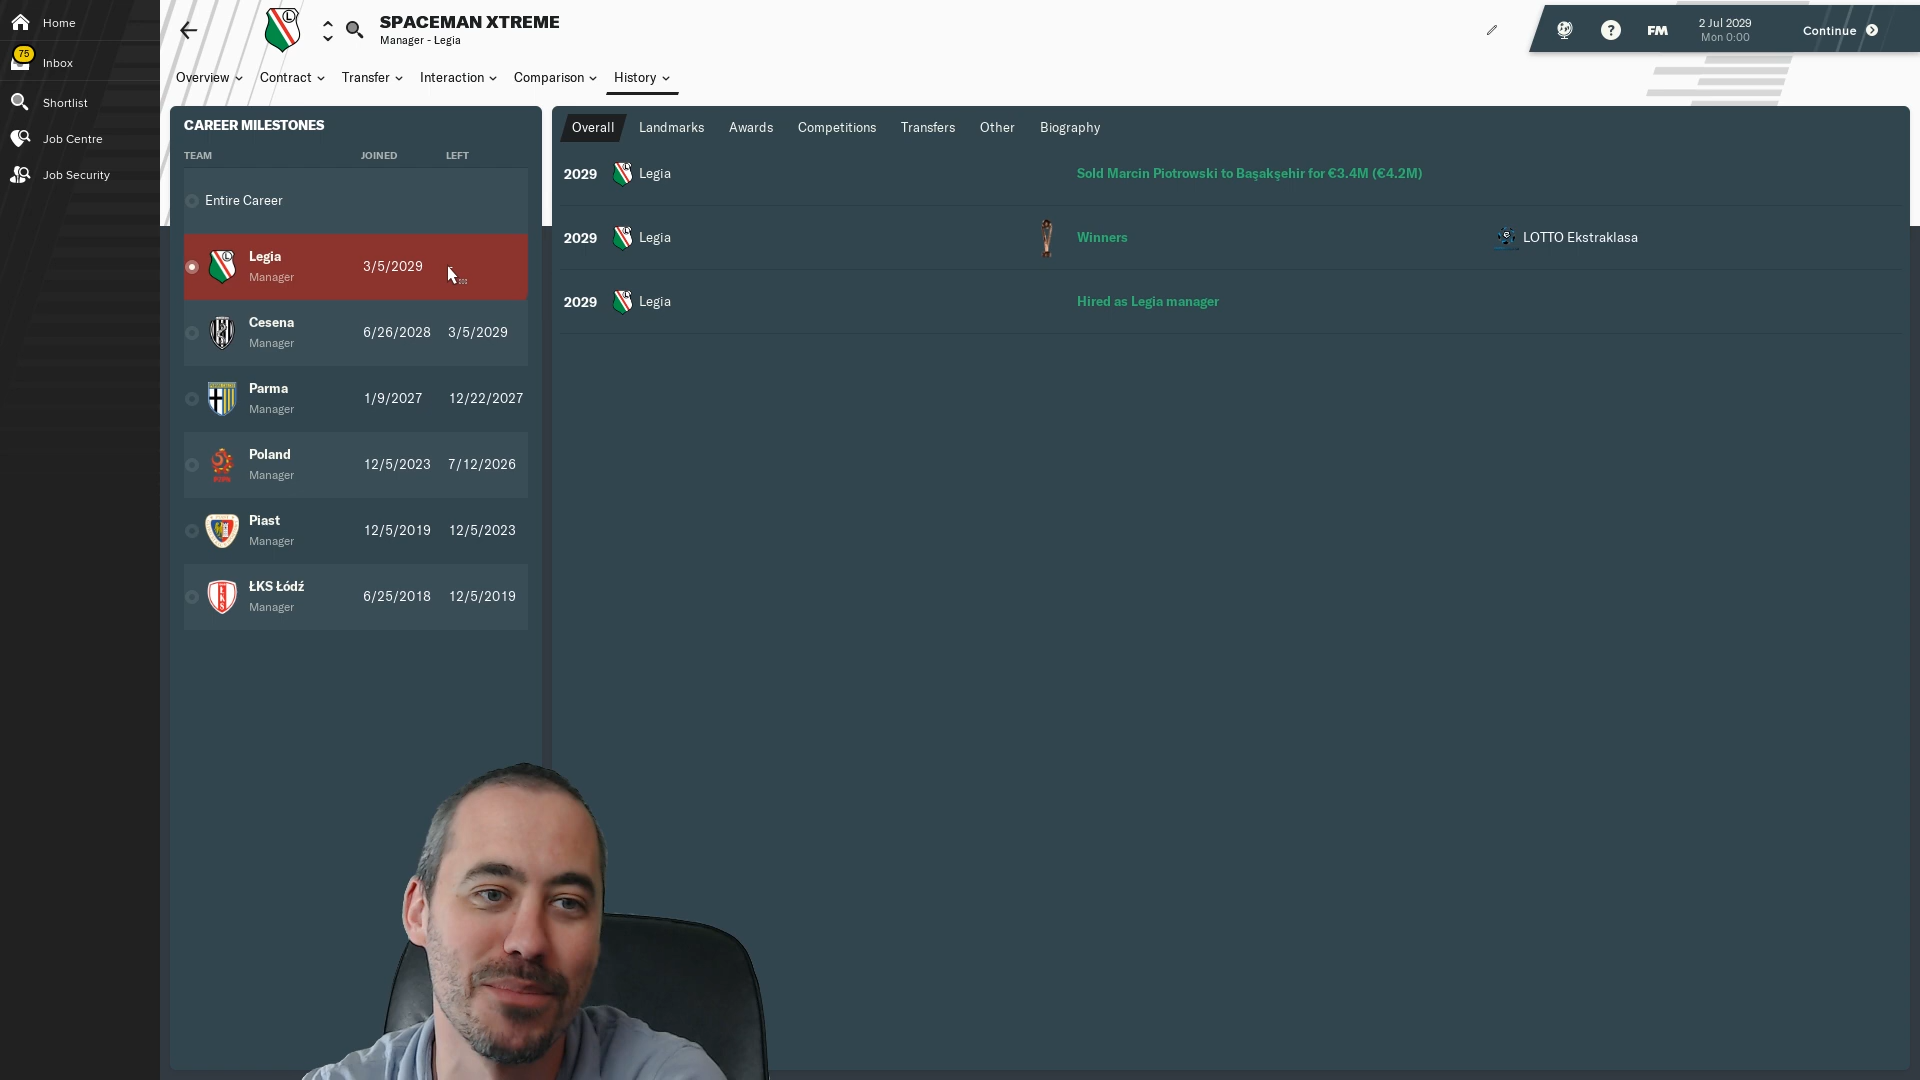 Home
75
Inbox
Shortlist
Job Centre
Job Security
SPACEMAN XTREME
Manager - Legia
FM
2 Jul 2029
Mon 0:00
Continue
Overview
Contract
Transfer
Interaction
Comparison
History
CAREER MILESTONES
TEAM JOINED LEFT
Entire Career
Legia
Manager
3/5/2029
-
Cesena
Manager
6/26/2028 3/5/2029
Parma
Manager
1/9/2027 12/22/2027
Poland
Manager
12/5/2023 7/12/2026
Piast
Manager
12/5/2019 12/5/2023
ŁKS Łódź
Manager
6/25/2018 12/5/2019
Overall Landmarks Awards Competitions Transfers Other Biography
2029 Legia Sold Marcin Piotrowski to Başakşehir for €3.4M (€4.2M)
2029 Legia Winners LOTTO Ekstraklasa
2029 Legia Hired as Legia manager